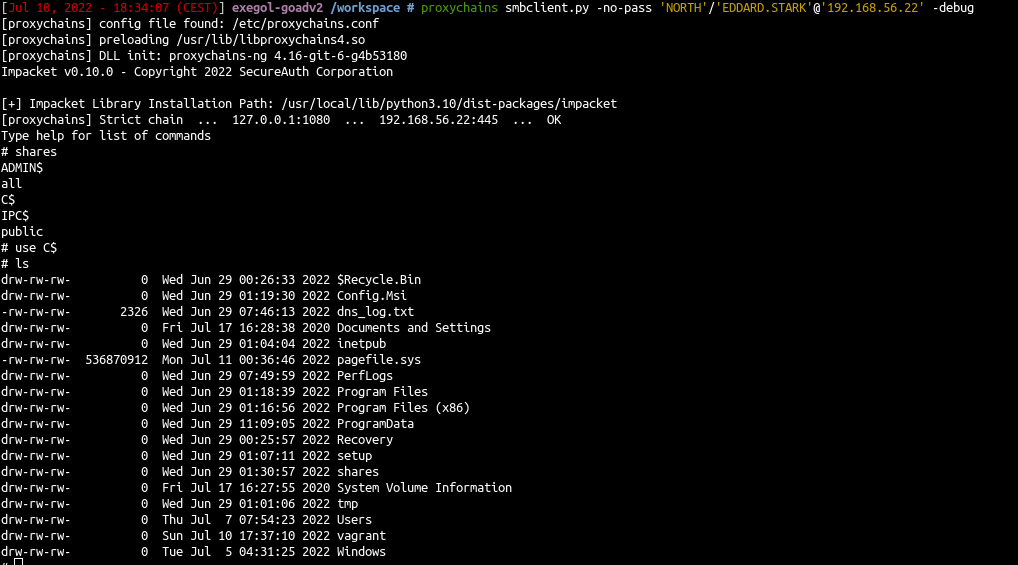 [Jul 10, 2022 - 18:34:07 (CEST)] exegol-goadv2 /workspace # proxychains smbclient.py -no-pass 'NORTH'/'EDDARD.STARK'@'192.168.56.22' -debug
[proxychains] config file found: /etc/proxychains.conf
[proxychains] preloading /usr/lib/libproxychains4.so
[proxychains] DLL init: proxychains-ng 4.16-git-6-g4b53180
Impacket v0.10.0 - Copyright 2022 SecureAuth Corporation

[+] Impacket Library Installation Path: /usr/local/lib/python3.10/dist-packages/impacket
[proxychains] Strict chain  ...  127.0.0.1:1080  ...  192.168.56.22:445  ...  OK
Type help for list of commands
# shares
ADMIN$
all
C$
IPC$
public
# use C$
# ls
drw-rw-rw-          0  Wed Jun 29 00:26:33 2022 $Recycle.Bin
drw-rw-rw-          0  Wed Jun 29 01:19:30 2022 Config.Msi
-rw-rw-rw-       2326  Wed Jun 29 07:46:13 2022 dns_log.txt
drw-rw-rw-          0  Fri Jul 17 16:28:38 2020 Documents and Settings
drw-rw-rw-          0  Wed Jun 29 01:04:04 2022 inetpub
-rw-rw-rw-  536870912  Mon Jul 11 00:36:46 2022 pagefile.sys
drw-rw-rw-          0  Wed Jun 29 07:49:59 2022 PerfLogs
drw-rw-rw-          0  Wed Jun 29 01:18:39 2022 Program Files
drw-rw-rw-          0  Wed Jun 29 01:16:56 2022 Program Files (x86)
drw-rw-rw-          0  Wed Jun 29 11:09:05 2022 ProgramData
drw-rw-rw-          0  Wed Jun 29 00:25:57 2022 Recovery
drw-rw-rw-          0  Wed Jun 29 01:07:11 2022 setup
drw-rw-rw-          0  Wed Jun 29 01:30:57 2022 shares
drw-rw-rw-          0  Fri Jul 17 16:27:55 2020 System Volume Information
drw-rw-rw-          0  Wed Jun 29 01:01:06 2022 tmp
drw-rw-rw-          0  Thu Jul  7 07:54:23 2022 Users
drw-rw-rw-          0  Sun Jul 10 17:37:10 2022 vagrant
drw-rw-rw-          0  Tue Jul  5 04:31:25 2022 Windows
#